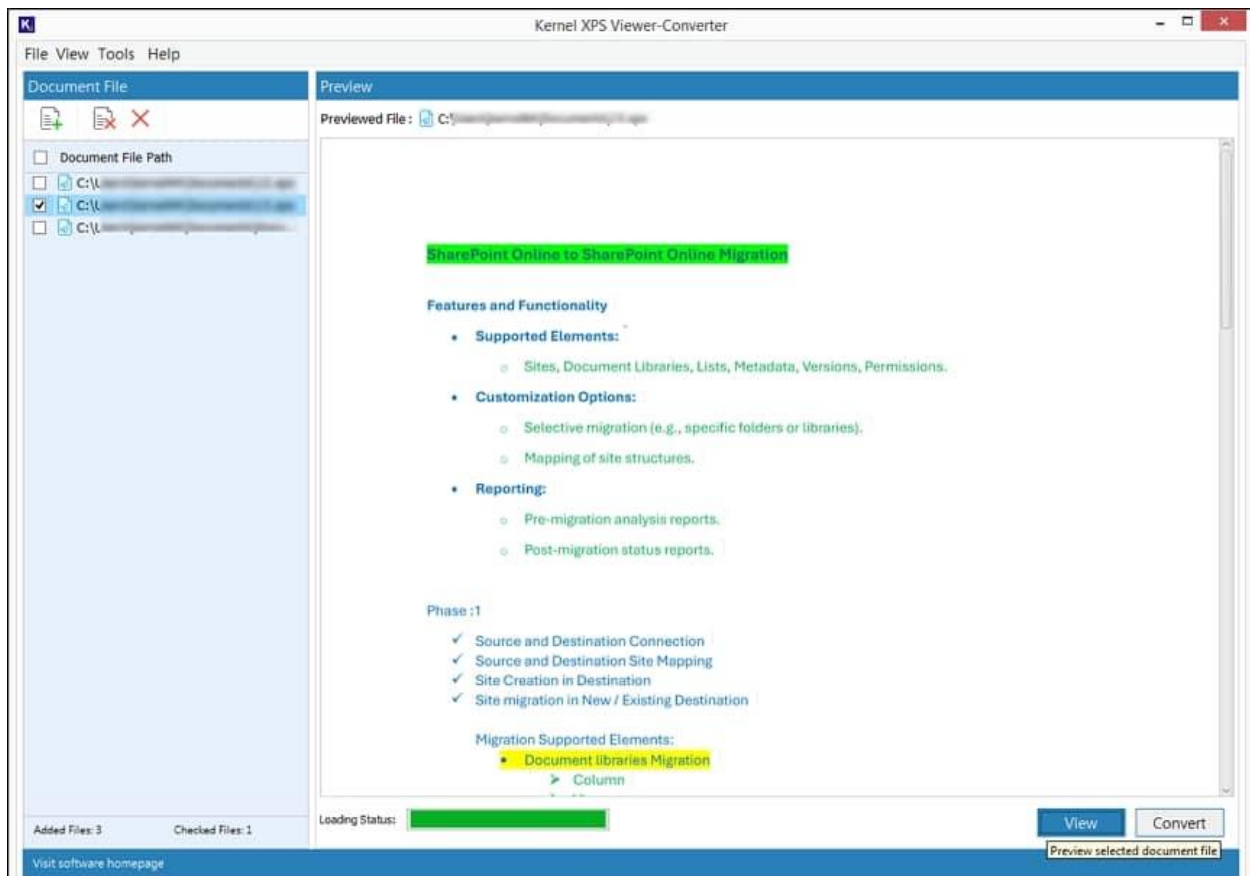 K
Kernel XPS Viewer-Converter
File View Tools Help
Document File
Preview
Previewed File : C:\
Document File Path
C:\
C:\
C:\
SharePoint Online to SharePoint Online Migration
Features and Functionality
• Supported Elements:
○ Sites, Document Libraries, Lists, Metadata, Versions, Permissions.
• Customization Options:
○ Selective migration (e.g., specific folders or libraries).
○ Mapping of site structures.
• Reporting:
○ Pre-migration analysis reports.
○ Post-migration status reports.
Phase :1
✓ Source and Destination Connection
✓ Source and Destination Site Mapping
✓ Site Creation in Destination
✓ Site migration in New / Existing Destination
Migration Supported Elements:
• Document libraries Migration
➢ Column
Added Files: 3
Checked Files: 1
Loading Status:
View
Convert
Preview selected document file
Visit software homepage